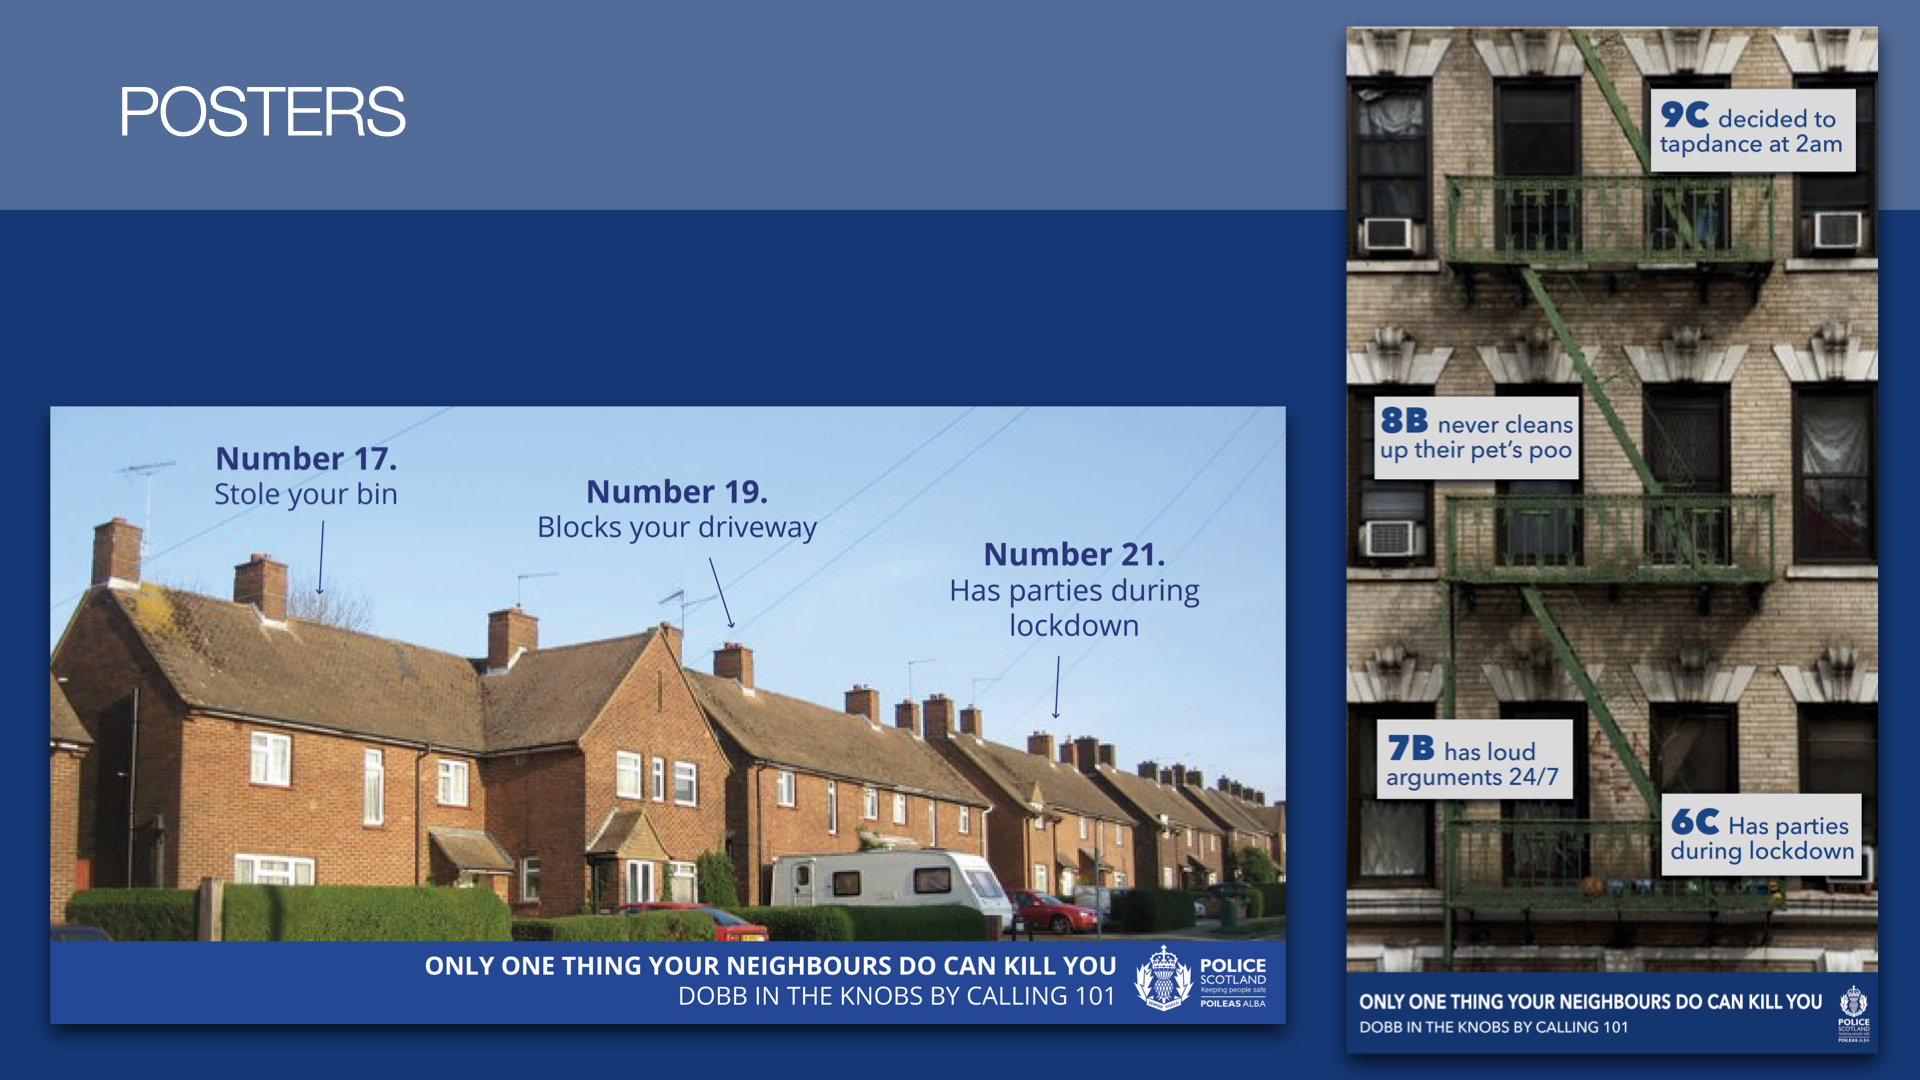 POSTERS
Number 17.
Stole your bin
Number 19.
Blocks your driveway
Number 21.
Has parties during
lockdown
ONLY ONE THING YOUR NEIGHBOURS DO CAN KILL YOU
DOBB IN THE KNOBS BY CALLING 101
POLICE
SCOTLAND
Keeping people safe
POILEAS ALBA
9C decided to
tapdance at 2am
8B never cleans
up their pet's poo
7B has loud
arguments 24/7
6C Has parties
during lockdown
ONLY ONE THING YOUR NEIGHBOURS DO CAN KILL YOU
DOBB IN THE KNOBS BY CALLING 101
POLICE
SCOTLAND
Keeping people safe
POILEAS ALBA